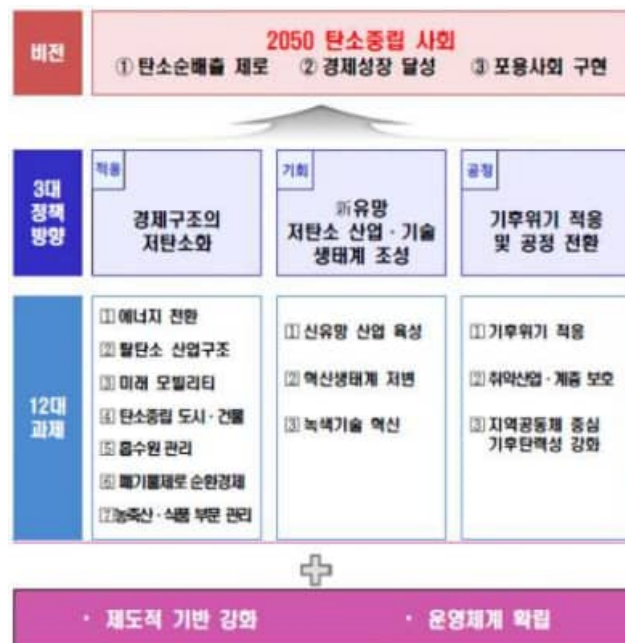 비전
2050 탄소중립 사회
① 탄소순배출 제로 ② 경제성장 달성 ③ 포용사회 구현
3대
정책
방향
적응
경제구조의
저탄소화
기회
新유망
저탄소 산업 · 기술
생태계 조성
공정
기후위기 적응
및 공정 전환
12대
과제
1 에너지 전환
2 탈탄소 산업구조
3 미래 모빌리티
4 탄소중립 도시 · 건물
5 흡수원 관리
6 폐기물제로 순환경제
7 농축산 · 식품 부문 관리
1 신유망 산업 육성
2 혁신생태계 저변
3 녹색기술 혁신
1 기후위기 적응
2 취약산업 · 계층 보호
3 지역공동체 중심
기후탄력성 강화
· 제도적 기반 강화 · 운영체계 확립